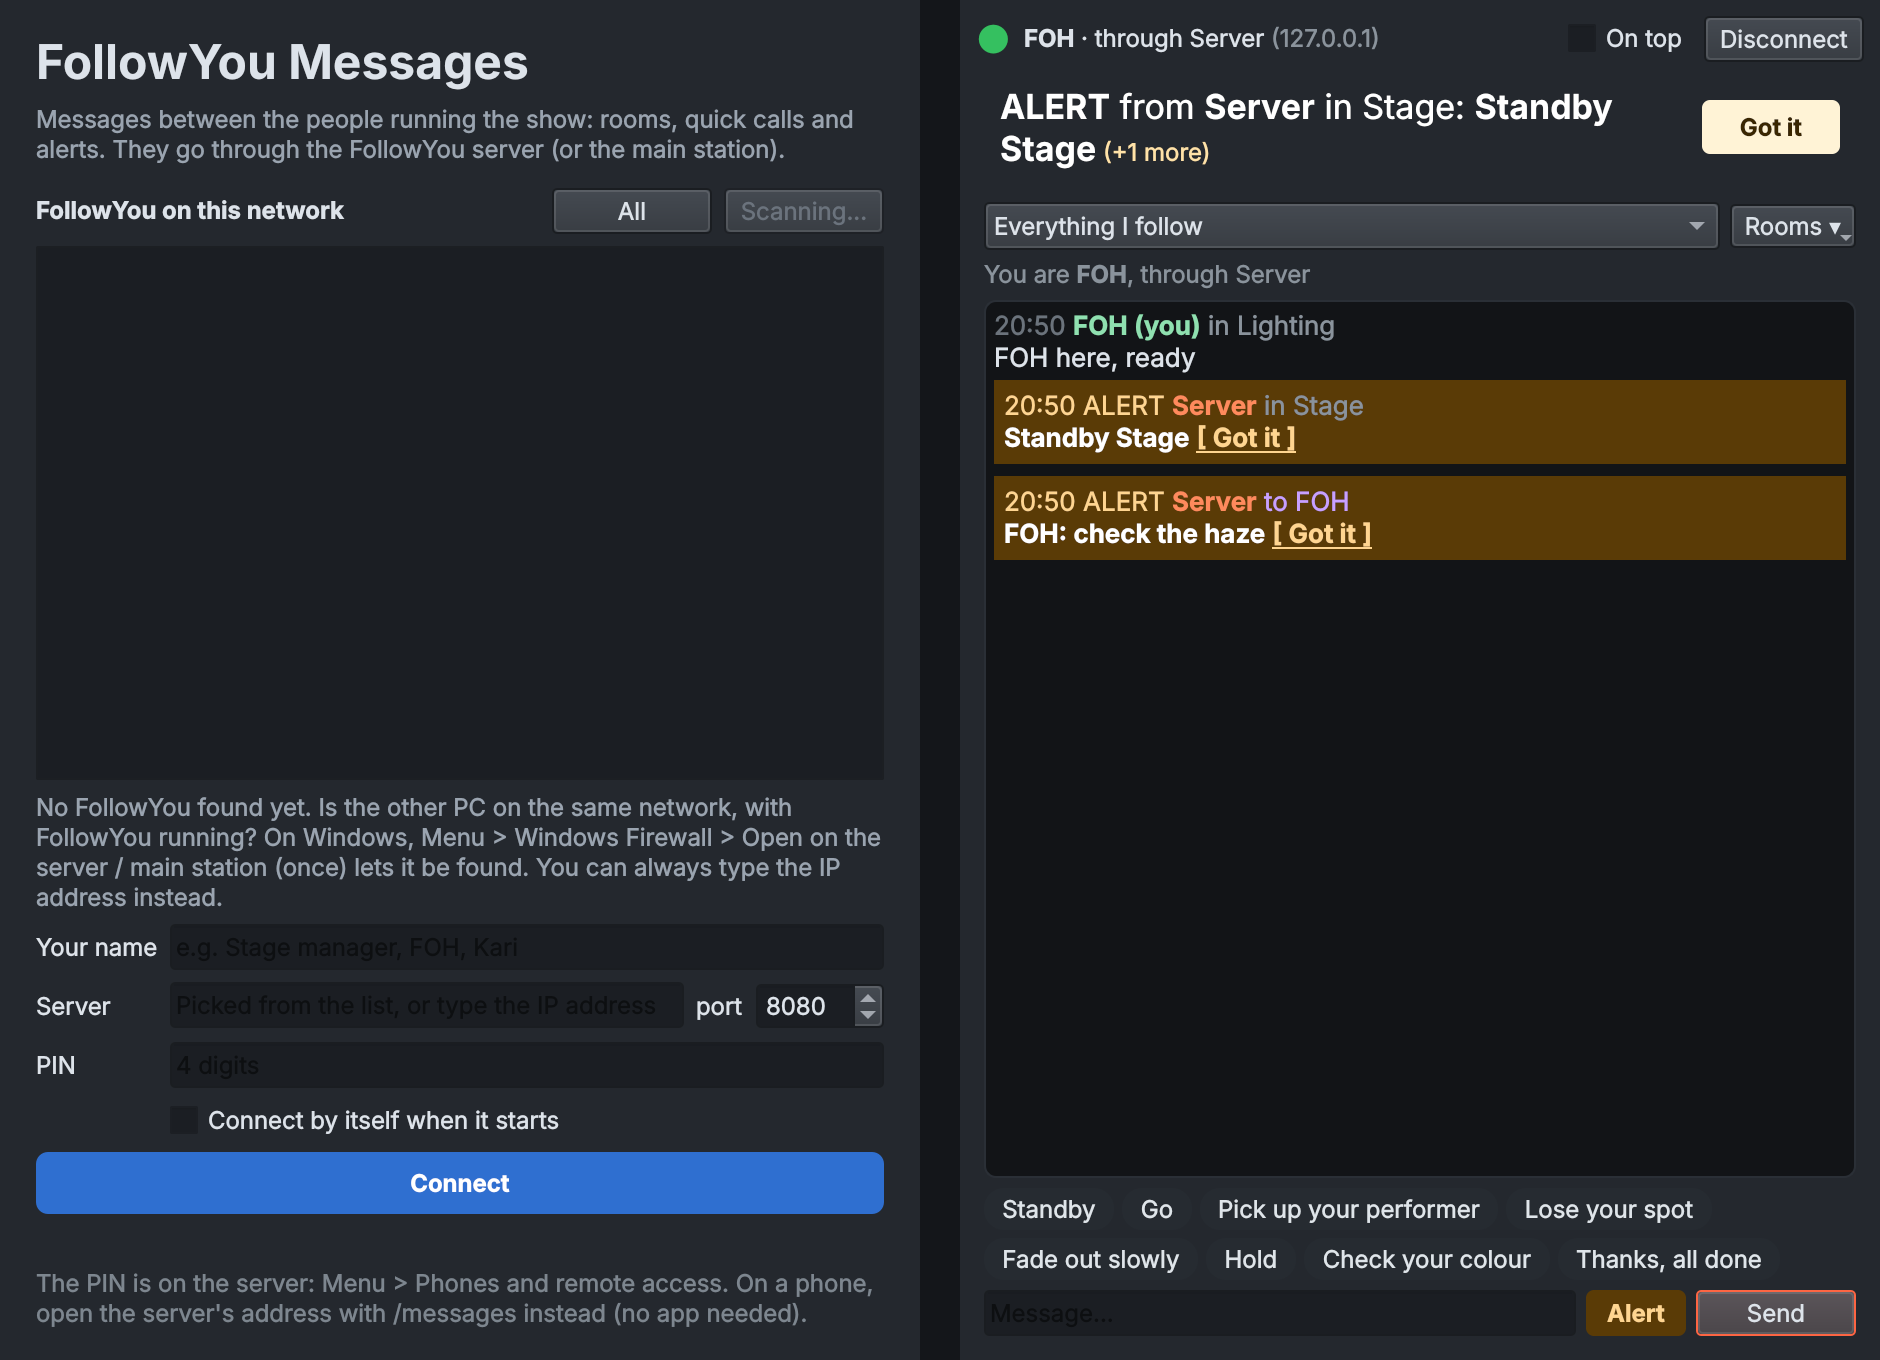 FollowYou Messages
Messages between the people running the show: rooms, quick calls and
alerts. They go through the FollowYou server (or the main station).
FollowYou on this network
All
Scanning...
No FollowYou found yet. Is the other PC on the same network, with
FollowYou running? On Windows, Menu > Windows Firewall > Open on the
server / main station (once) lets it be found. You can always type the IP
address instead.
Your name
e.g. Stage manager, FOH, Kari
Server
Picked from the list, or type the IP address
port
8080
PIN
4 digits
Connect by itself when it starts
Connect
The PIN is on the server: Menu > Phones and remote access. On a phone,
open the server's address with /messages instead (no app needed).
FOH · through Server (127.0.0.1)
On top
Disconnect
ALERT from Server in Stage: Standby
Stage (+1 more)
Got it
Everything I follow
Rooms ▾
You are FOH, through Server
20:50 FOH (you) in Lighting
FOH here, ready
20:50 ALERT Server in Stage
Standby Stage [ Got it ]
20:50 ALERT Server to FOH
FOH: check the haze [ Got it ]
Standby
Go
Pick up your performer
Lose your spot
Fade out slowly
Hold
Check your colour
Thanks, all done
Message...
Alert
Send